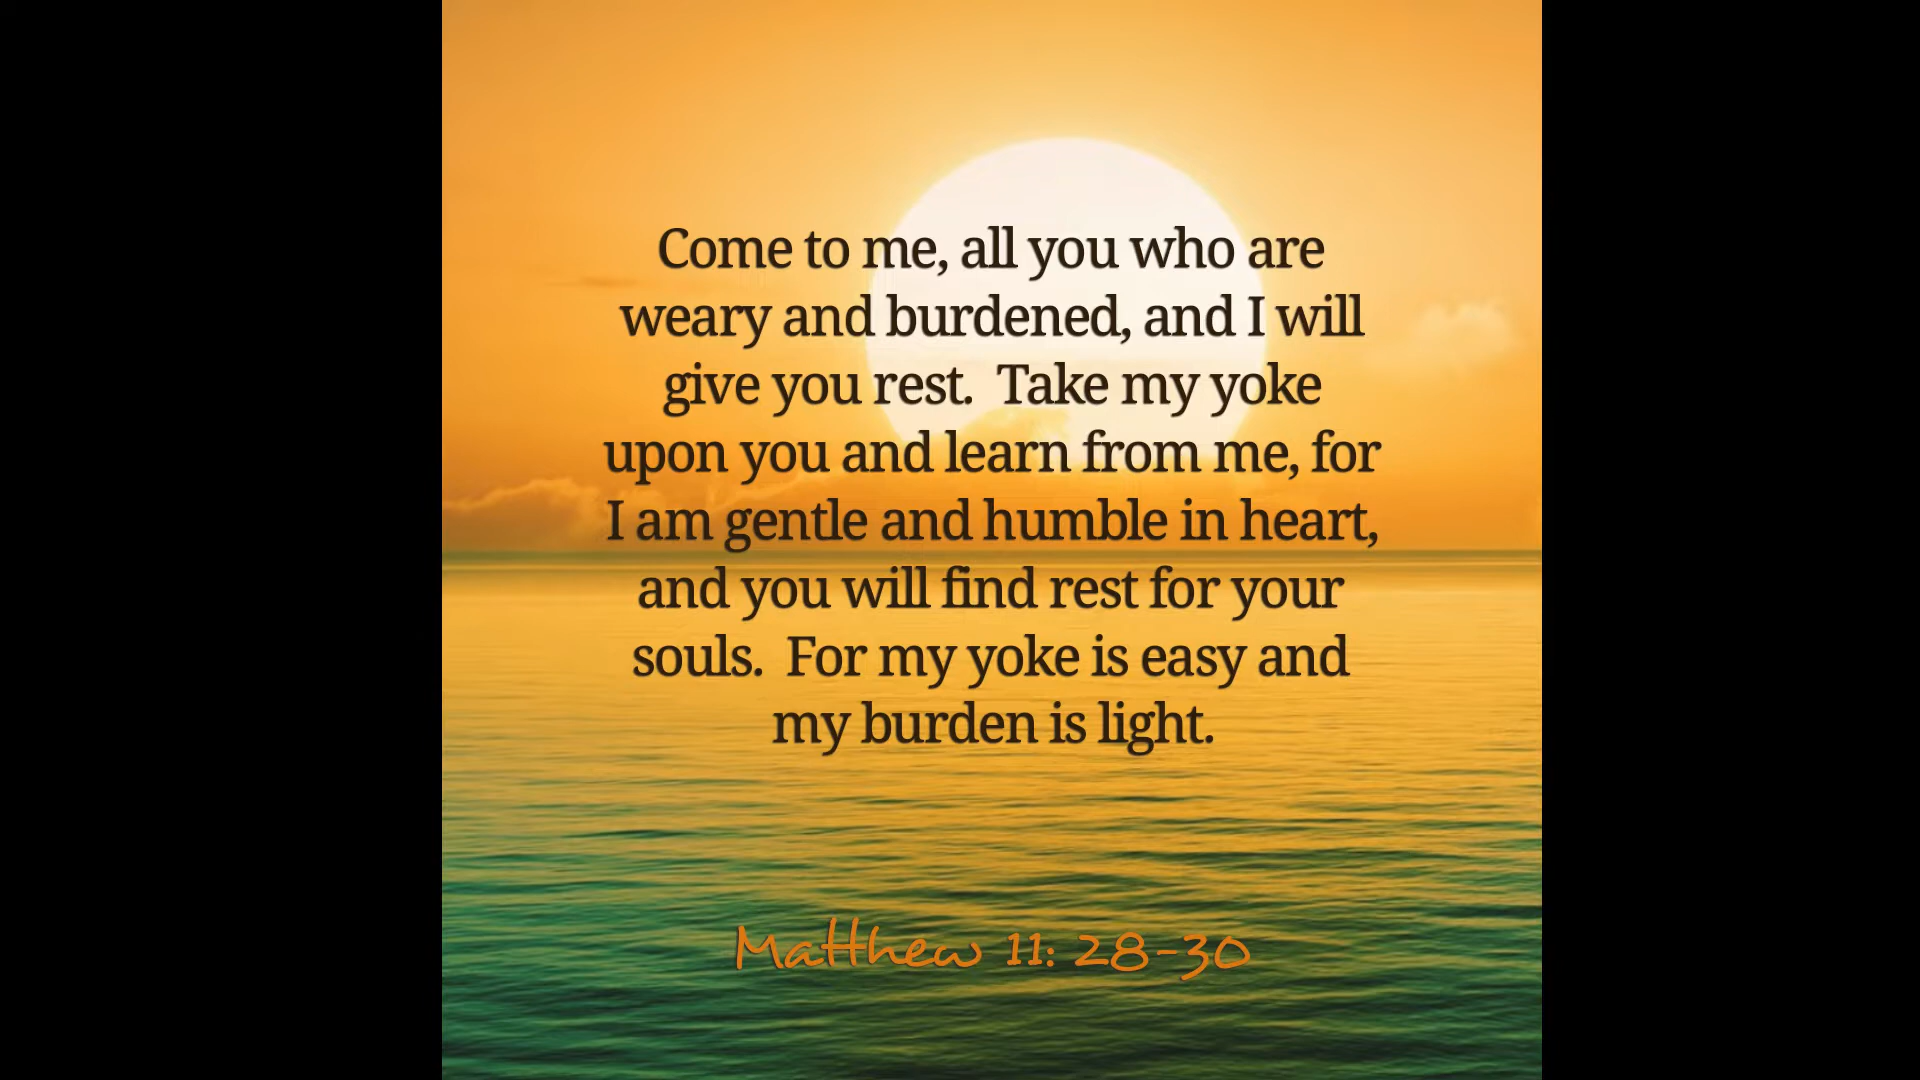 Come to me, all you who are
weary and burdened, and I will
give you rest.  Take my yoke
upon you and learn from me, for
I am gentle and humble in heart,
and you will find rest for your
souls.  For my yoke is easy and
my burden is light.
Matthew 11: 28-30